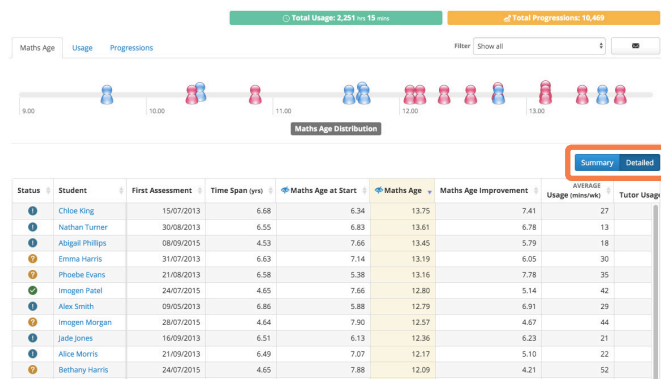 Total Usage: 2,251 hrs 15 mins
Total Progressions: 10,469
Maths Age Usage Progressions Filter Show all
9.00 10.00 11.00 12.00 13.00
Maths Age Distribution
Summary Detailed
AVERAGE
Status Student First Assessment Time Span (yrs) Maths Age at Start Maths Age Maths Age Improvement Usage (mins/wk) Tutor Usage
Chloe King 15/07/2013 6.68 6.34 13.75 7.41 27
Nathan Turner 30/08/2013 6.55 6.83 13.61 6.78 13
Abigail Phillips 08/09/2015 4.53 7.66 13.45 5.79 18
Emma Harris 31/07/2013 6.63 7.14 13.19 6.05 30
Phoebe Evans 21/08/2013 6.58 5.38 13.16 7.78 35
Imogen Patel 24/07/2015 4.65 7.66 12.80 5.14 42
Alex Smith 09/05/2013 6.86 5.88 12.79 6.91 29
Imogen Morgan 28/07/2015 4.64 7.90 12.57 4.67 44
Jade Jones 16/09/2013 6.51 6.13 12.36 6.23 21
Alice Morris 21/09/2013 6.49 7.07 12.17 5.10 22
Bethany Harris 24/07/2015 4.65 7.88 12.09 4.21 52